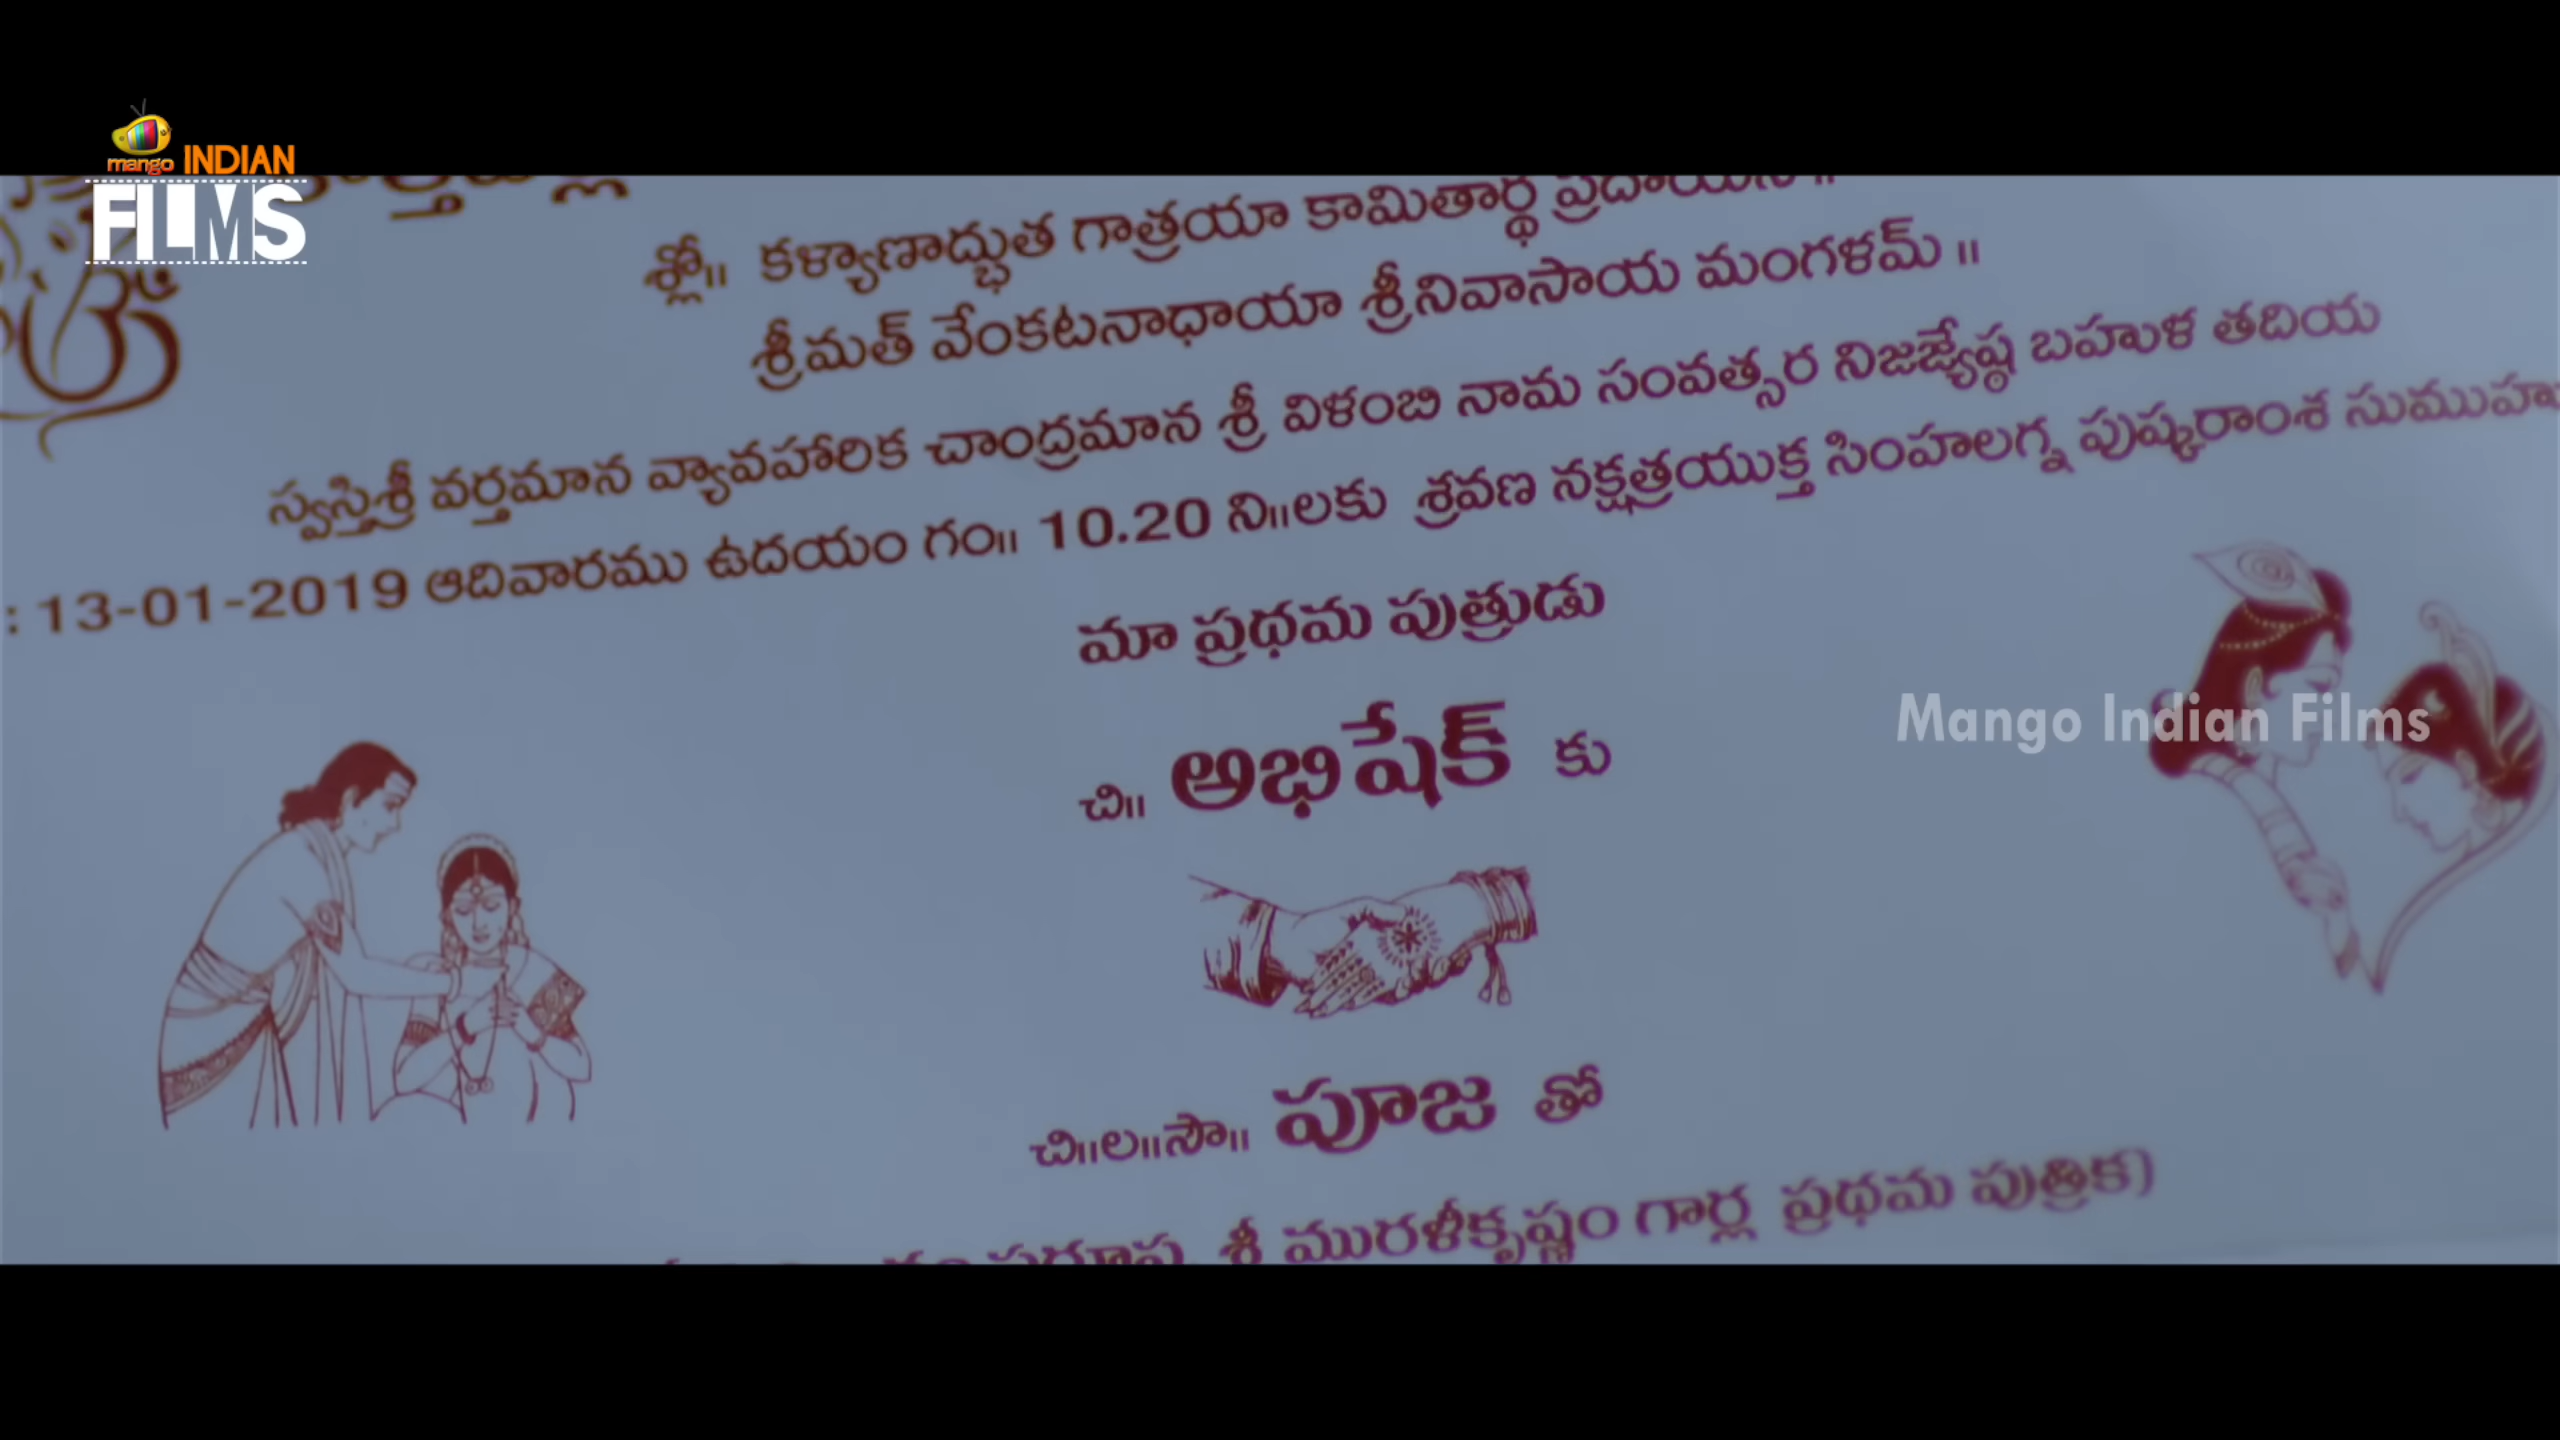 mango INDIAN
FILMS
శ్లో॥ కళ్యాణాద్భుత గాత్రయా కామితార్థ
శ్రీమత్ వేంకటనాధాయా శ్రీనివాసాయ మంగళమ్ ॥
స్వస్తిశ్రీ వర్తమాన వ్యావహారిక చాంద్రమాన శ్రీ విళంబి నామ సంవత్సర నిజజ్యేష్ఠ బహుళ తదియ
: 13-01-2019 ఆదివారము ఉదయం గం॥ 10.20 ని॥లకు శ్రవణ నక్షత్రయుక్త సింహలగ్న పుష్కరాంశ
మా ప్రథమ పుత్రుడు
చి॥ అభిషేక్ కు
Mango Indian Films
చి॥ల॥సౌ॥ పూజ తో
శ్రీ మురళీకృష్ణం గార్ల ప్రథమ పుత్రిక)